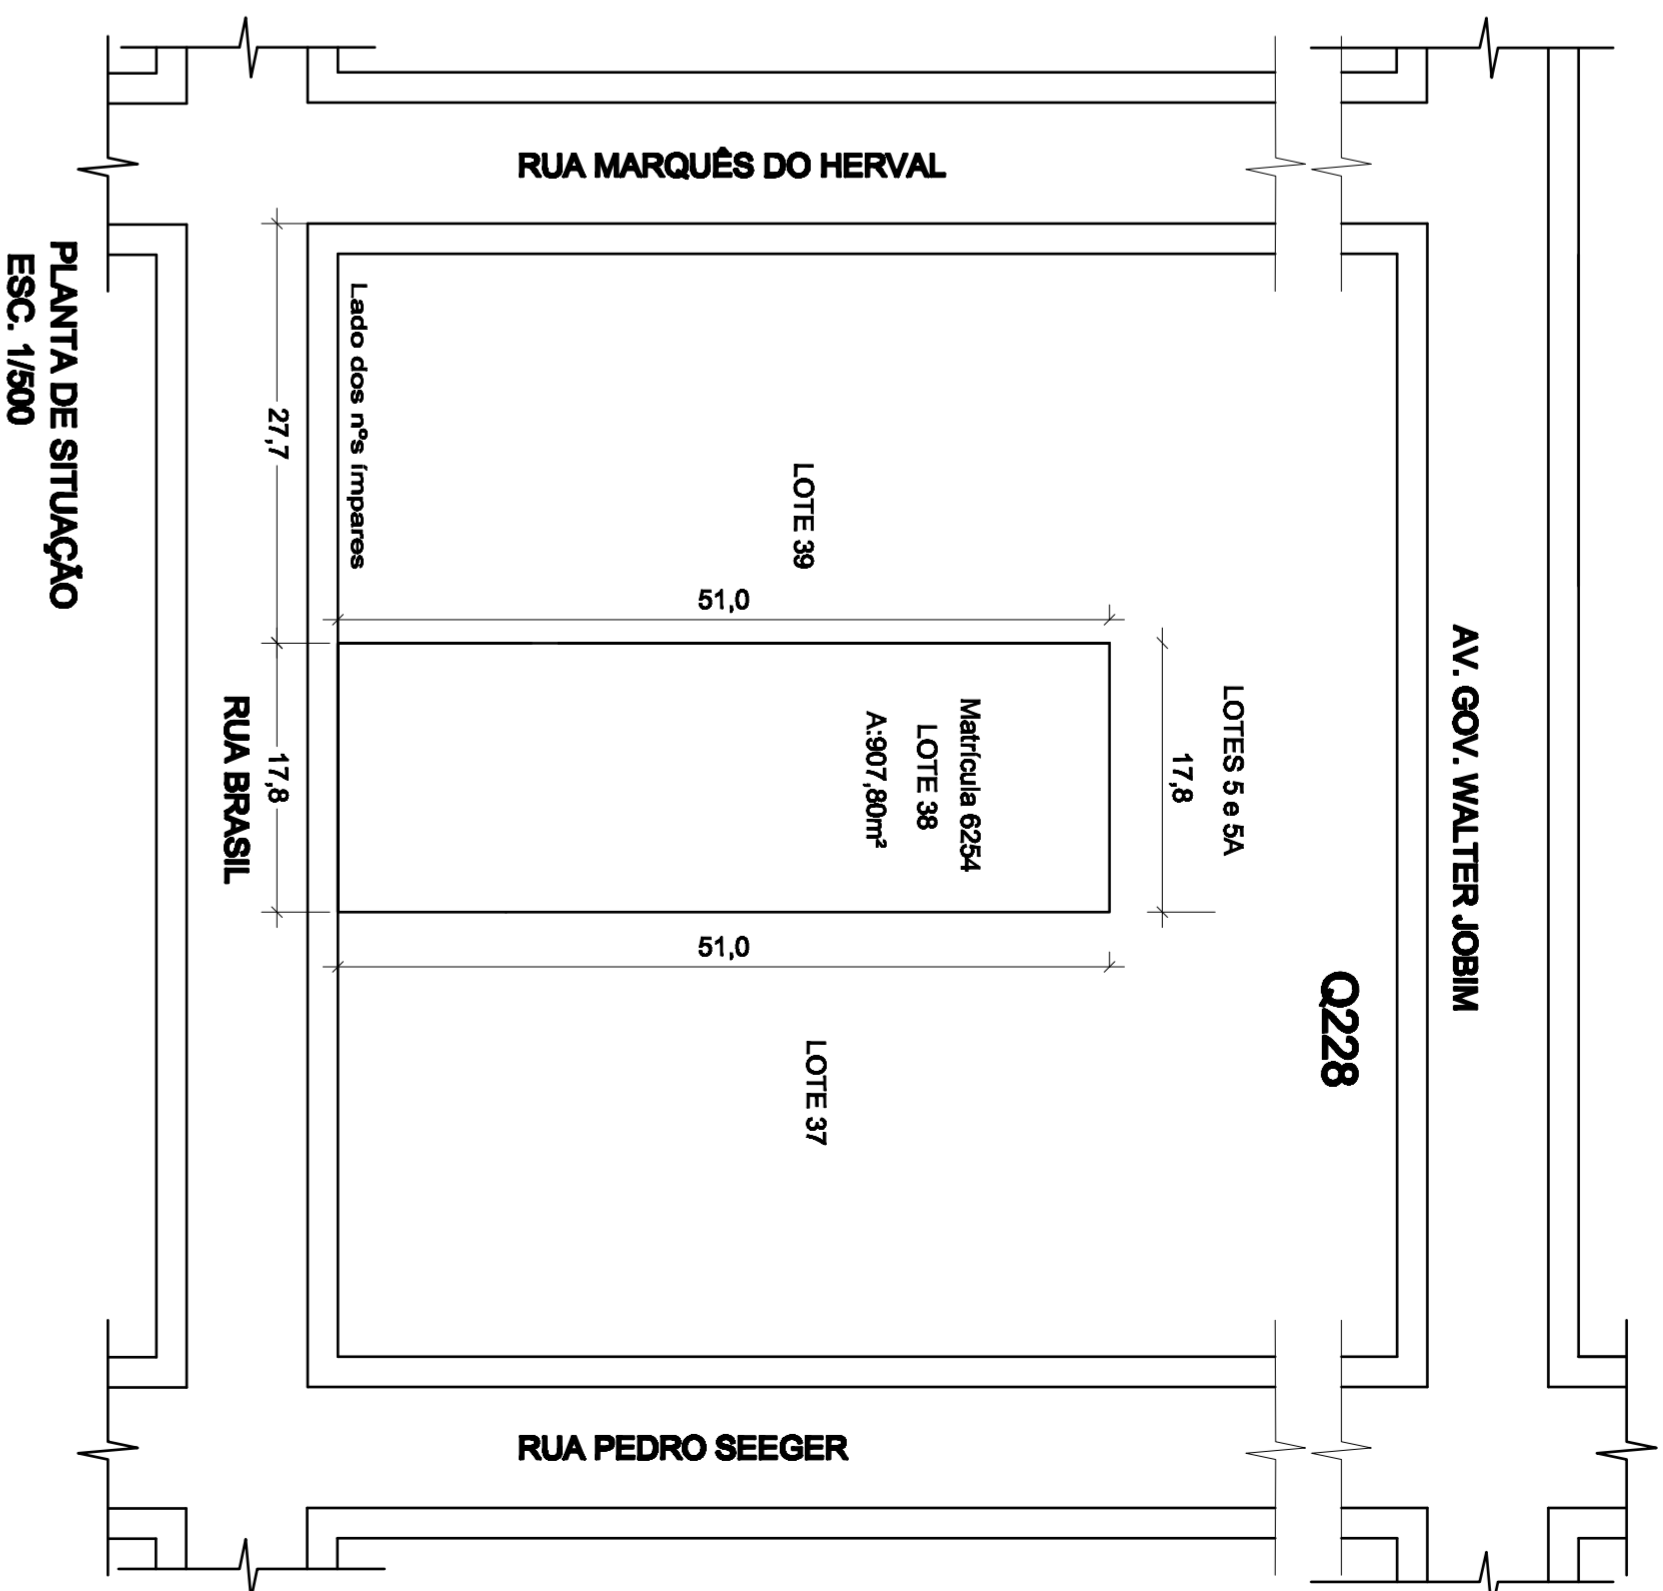 AV. GOV. WALTER JOBIM
Q228
LOTES 5 e 5A
17,8
RUA MARQUÊS DO HERVAL
LOTE 39
51,0
Matrícula 6254
LOTE 38
A:907,80m²
51,0
LOTE 37
RUA PEDRO SEEGER
Lado dos nºs ímpares
27,7
17,8
RUA BRASIL
PLANTA DE SITUAÇÃO
ESC. 1/500